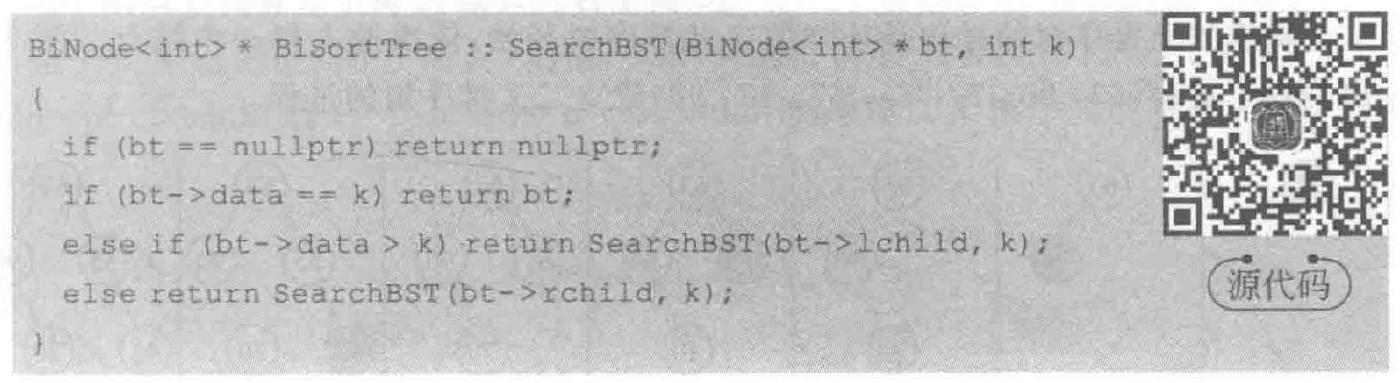 BiNode<int> * BiSortTree :: SearchBST(BiNode<int> * bt, int k)
{
if (bt == nullptr) return nullptr;
if (bt->data == k) return bt;
else if (bt->data > k) return SearchBST(bt->lchild, k);
else return SearchBST(bt->rchild, k);
}
源代码